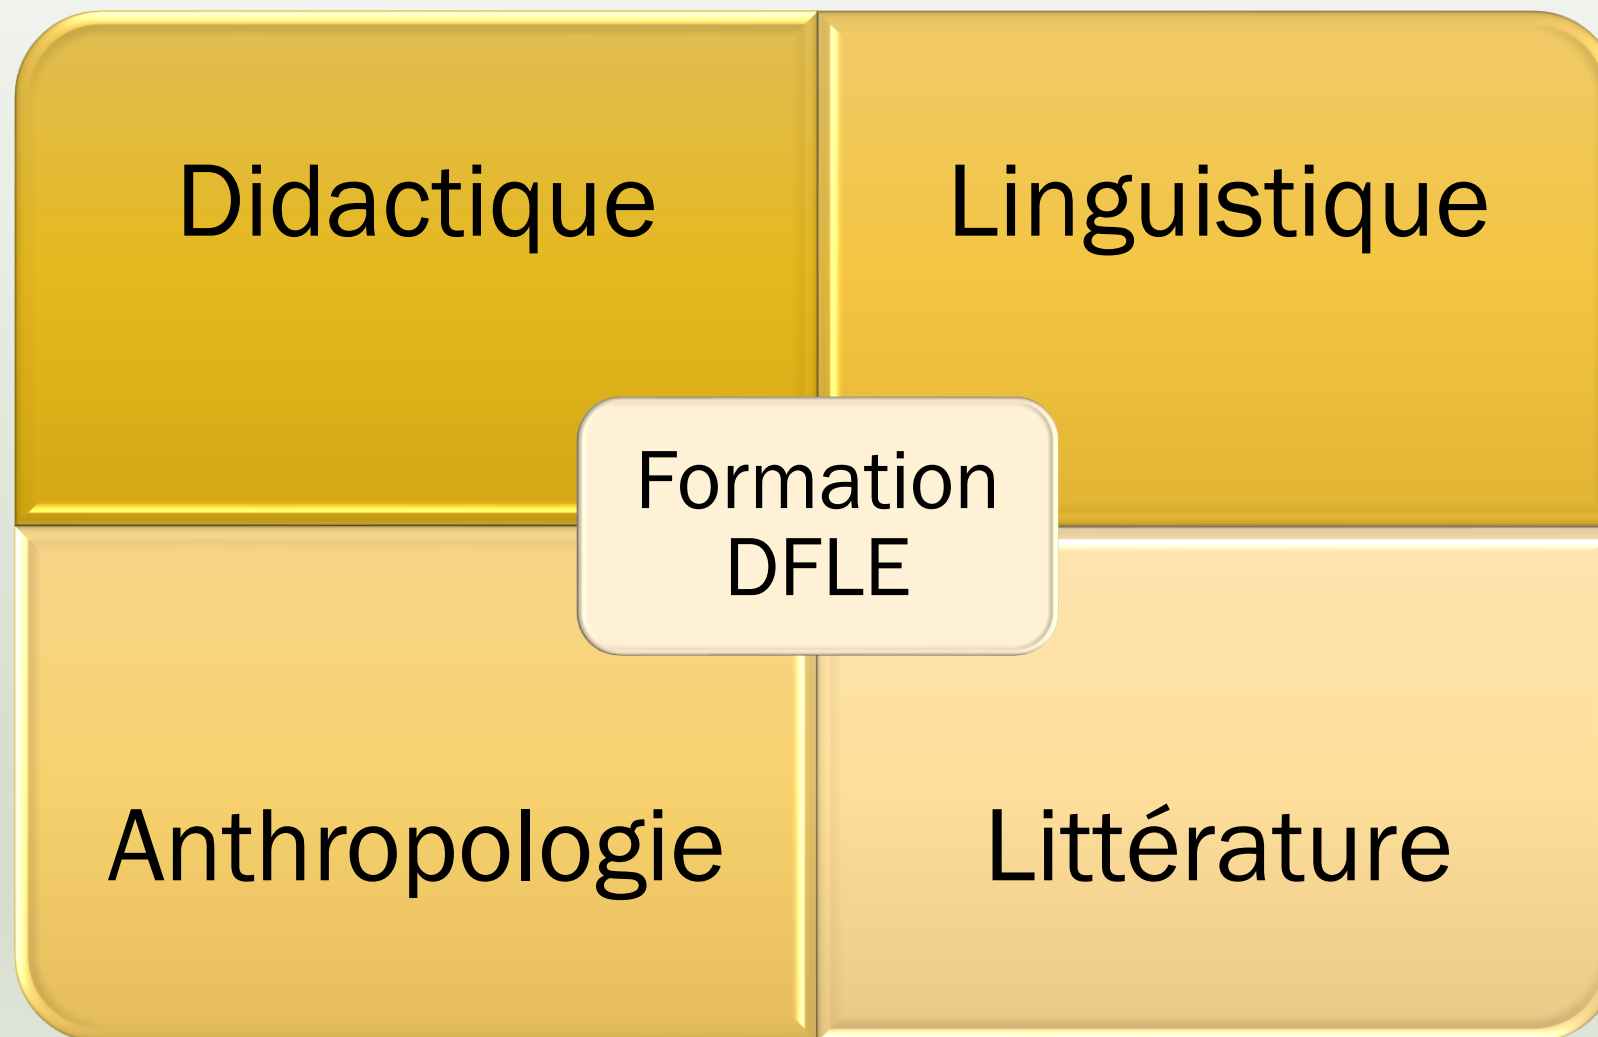 Didactique
Linguistique
Formation
DFLE
Anthropologie
Littérature